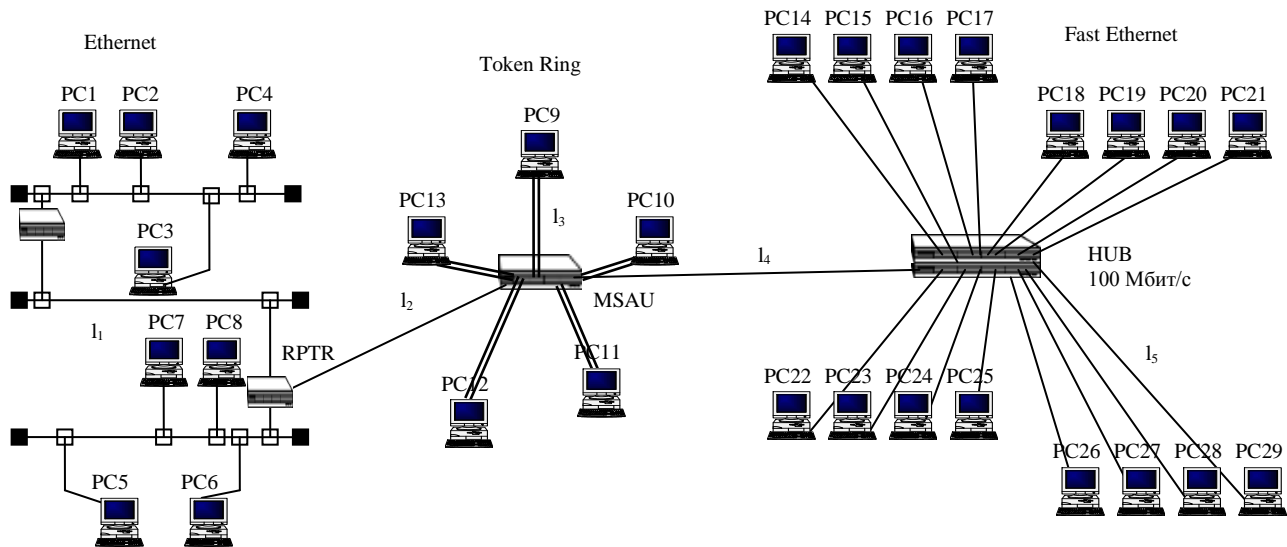 Ethernet
PC1 PC2 PC4
PC3
l1
PC7 PC8
RPTR
PC5 PC6
l2
Token Ring
PC9
PC13 l3 PC10
MSAU
PC12 PC11
l4
PC14 PC15 PC16 PC17
Fast Ethernet
PC18 PC19 PC20 PC21
HUB
100 Мбит/с
l5
PC22 PC23 PC24 PC25
PC26 PC27 PC28 PC29